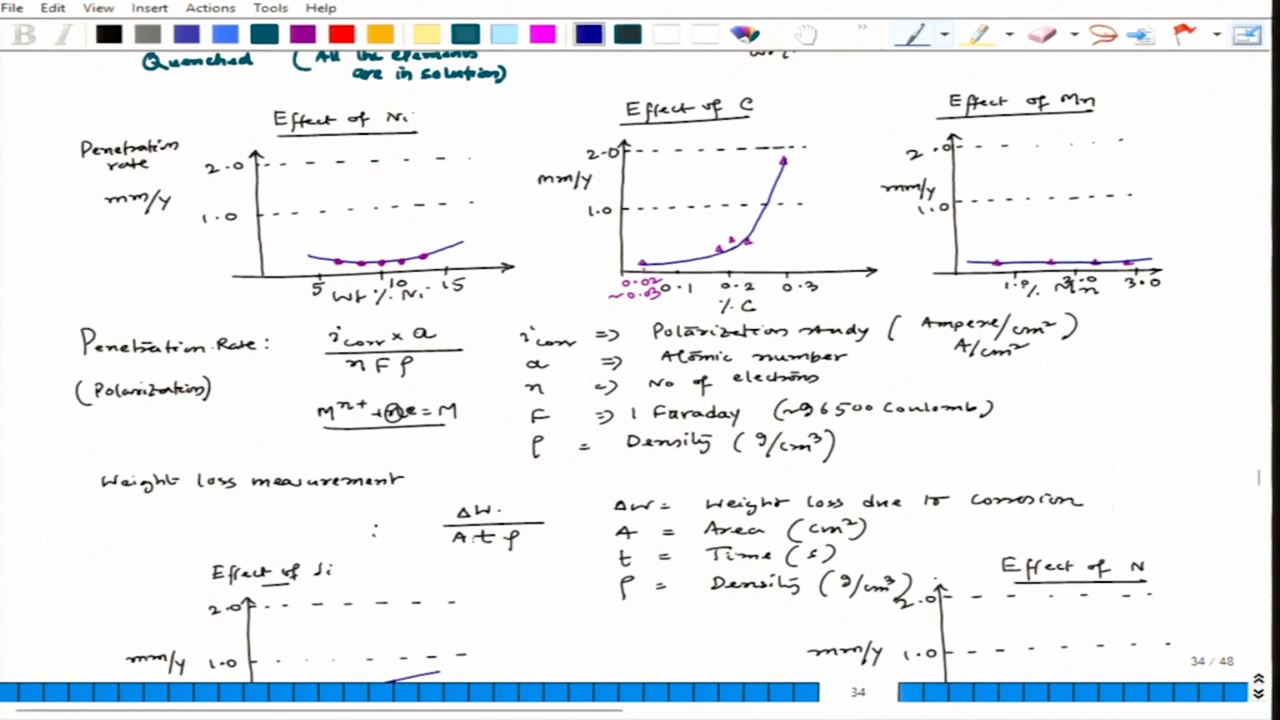 File Edit View Insert Actions Tools Help
Quenched (All the elements
are in solution)
Effect of Ni
Penetration
rate
mm/y
2.0
1.0
5 10 15
Wt % Ni
Effect of C
mm/y
2.0
1.0
0.02
~0.03
0.1 0.2 0.3
% C
Effect of Mn
mm/y
2.0
1.0
1.0 2.0 3.0
% Mn
Penetration Rate: icorr x a
n F ρ
(Polarization)
M^n+ + ne = M
icorr => Polarization study (Ampere/cm²)
A/cm²
a => Atomic number
n => No of electrons
F => 1 Faraday (~96500 Coulomb)
ρ = Density (g/cm³)
Weight loss measurement
: ΔW.
A.t ρ
ΔW = Weight loss due to corrosion
A = Area (cm²)
t = Time (s)
ρ = Density (g/cm³)
Effect of Si
2.0
mm/y 1.0
Effect of N
2.0
mm/y 1.0
34 / 48
34